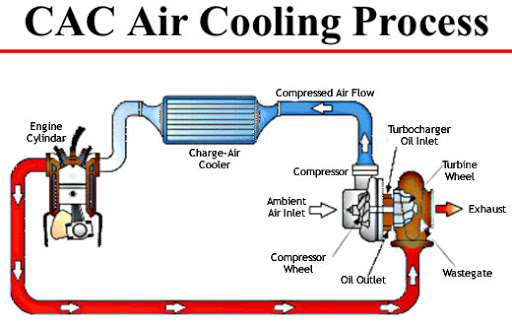 CAC Air Cooling Process
Compressed Air Flow
Engine
Cylindar
Charge-Air
Cooler
Turbocharger
Oil Inlet
Compressor
Turbine
Wheel
Ambient
Air Inlet
Exhaust
Compressor
Wheel
Oil Outlet
Wastegate